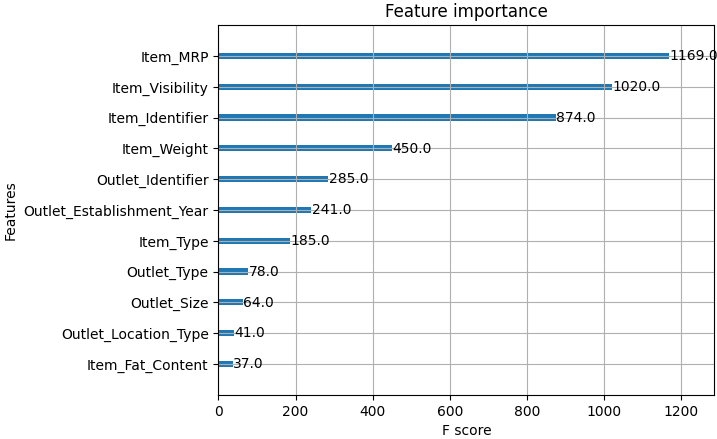 Feature importance
Item_MRP 1169.0
Item_Visibility 1020.0
Item_Identifier 874.0
Item_Weight 450.0
Outlet_Identifier 285.0
Outlet_Establishment_Year 241.0
Item_Type 185.0
Outlet_Type 78.0
Outlet_Size 64.0
Outlet_Location_Type 41.0
Item_Fat_Content 37.0
Features
0 200 400 600 800 1000 1200
F score